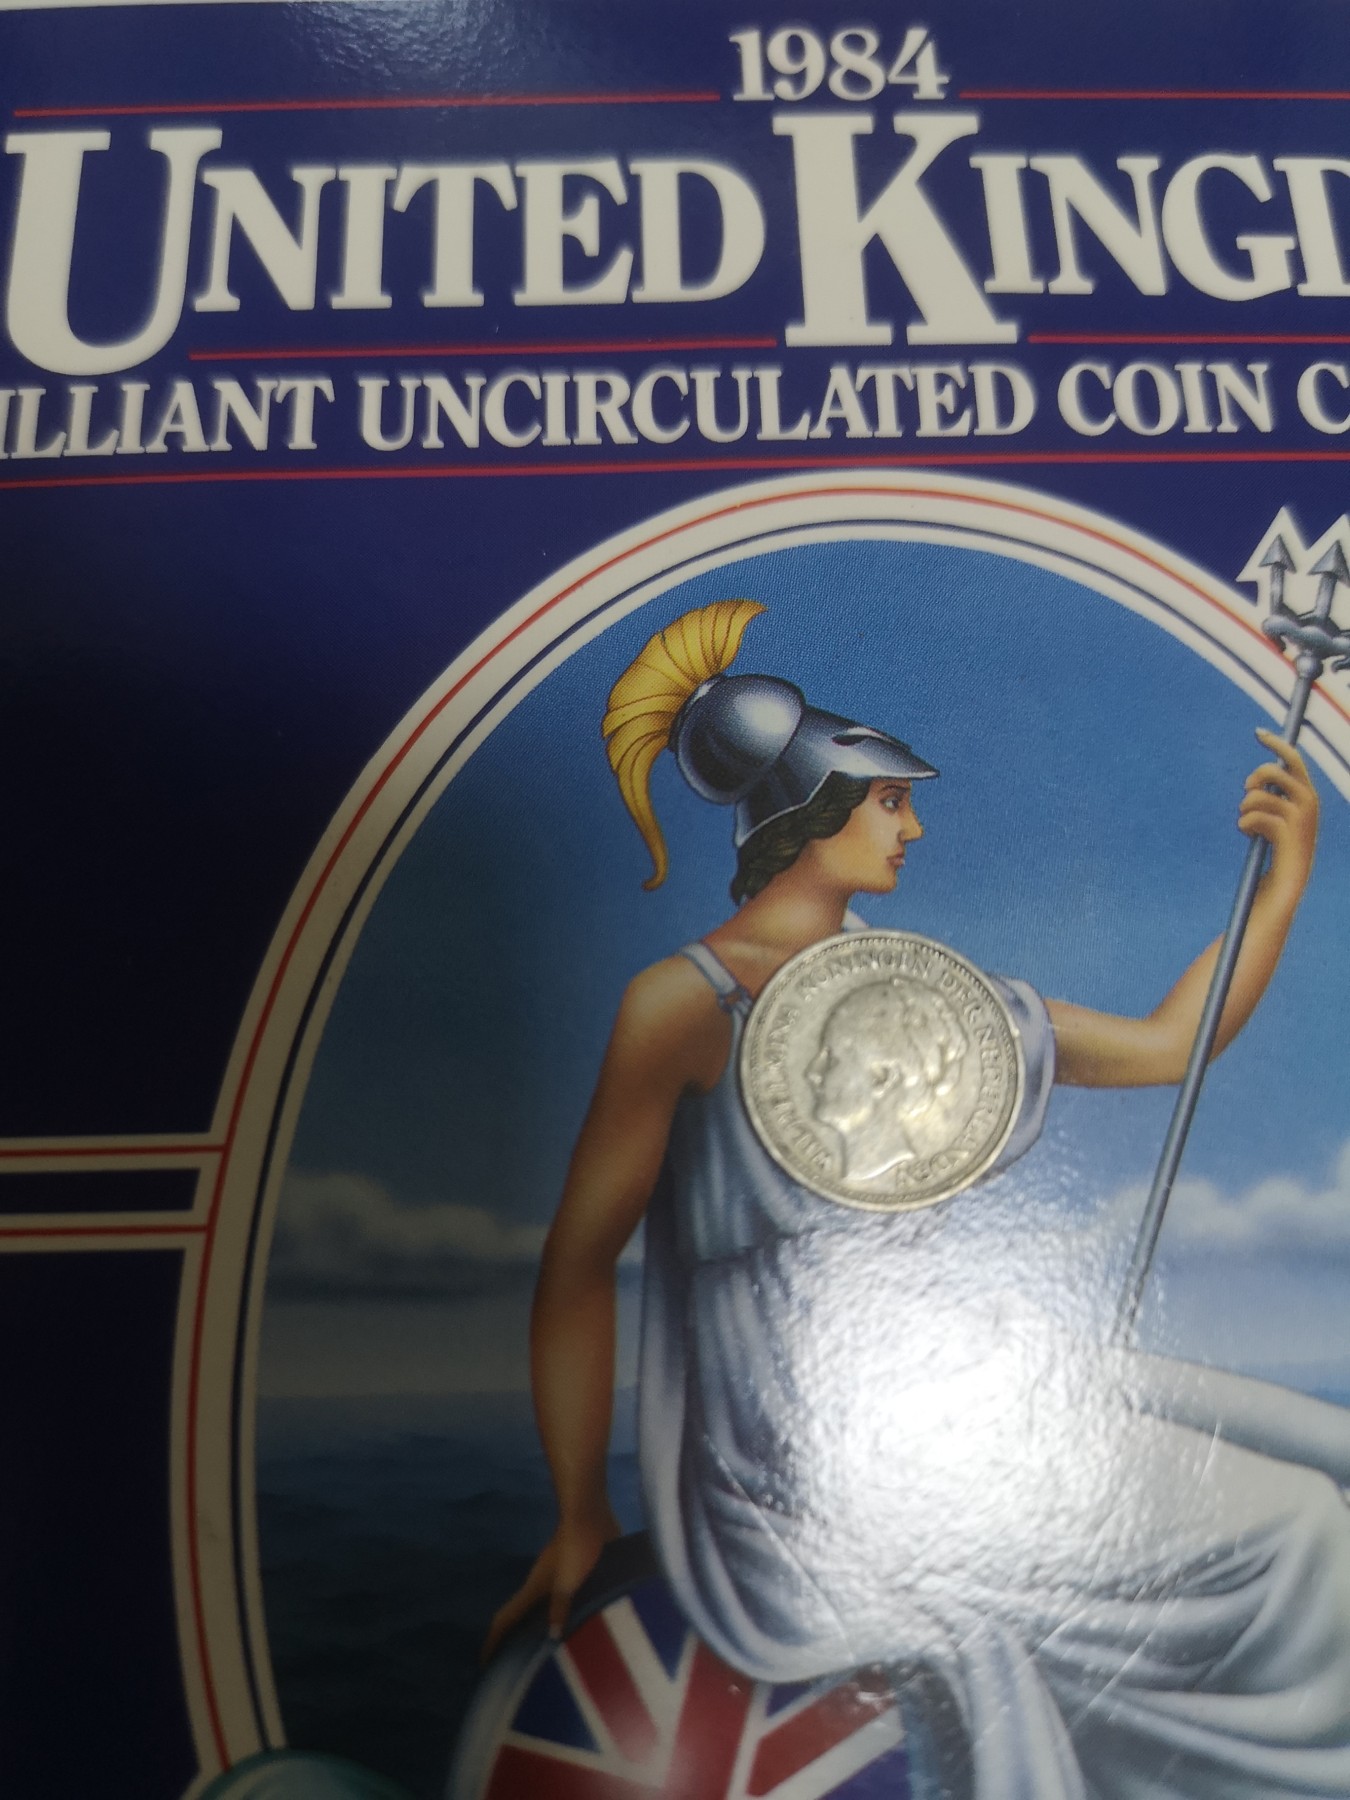 1984
UNITED KINGD
ILLIANT UNCIRCULATED COIN C
WILHELMINA KONINGIN DER NEDERLANDEN